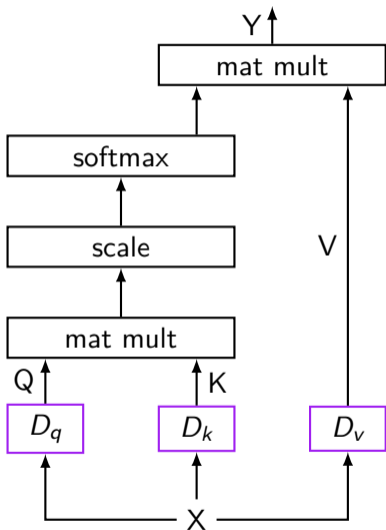 Y
mat mult
softmax
scale
V
mat mult
Q K
D_q D_k D_v
X